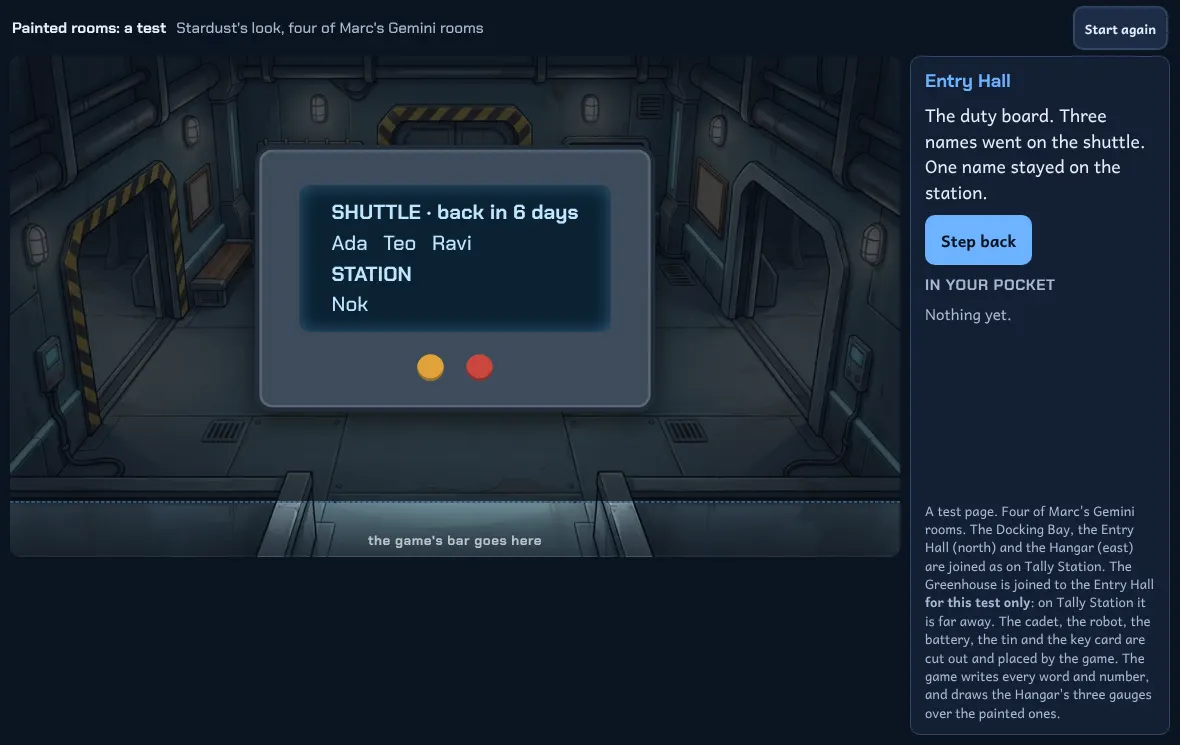 Painted rooms: a test Stardust's look, four of Marc's Gemini rooms
Start again
SHUTTLE · back in 6 days
Ada Teo Ravi
STATION
Nok
the game's bar goes here
Entry Hall
The duty board. Three
names went on the shuttle.
One name stayed on the
station.
Step back
IN YOUR POCKET
Nothing yet.
A test page. Four of Marc's Gemini
rooms. The Docking Bay, the Entry
Hall (north) and the Hangar (east)
are joined as on Tally Station. The
Greenhouse is joined to the Entry Hall
for this test only: on Tally Station it
is far away. The cadet, the robot, the
battery, the tin and the key card are
cut out and placed by the game. The
game writes every word and number,
and draws the Hangar's three gauges
over the painted ones.